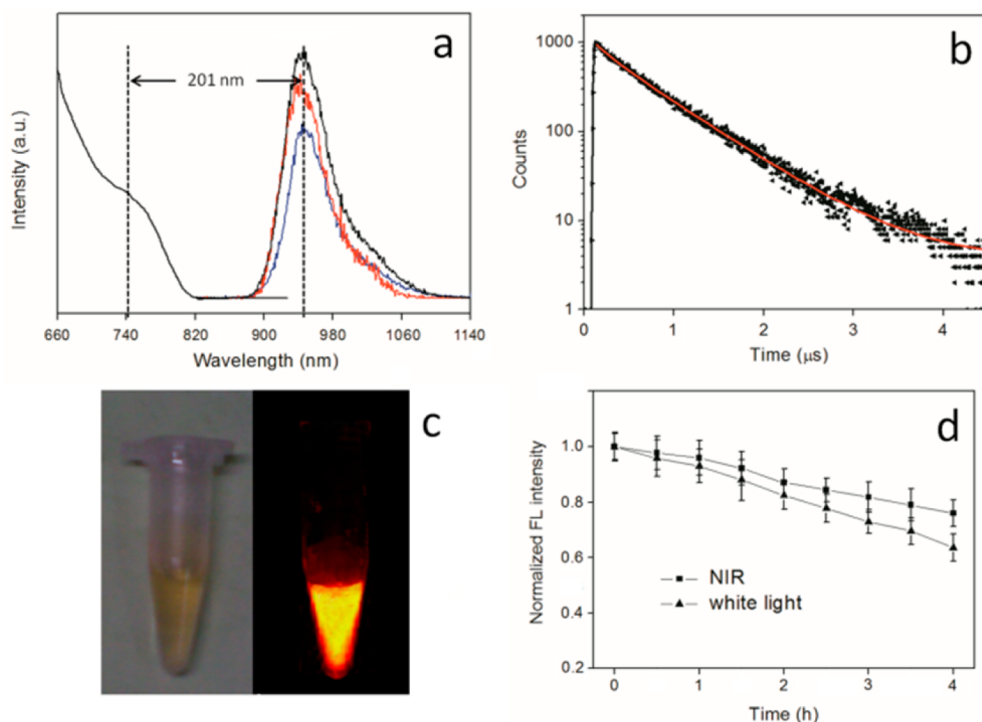 a
201 nm
Intensity (a.u.)
660 740 820 900 980 1060 1140
Wavelength (nm)
b
1000
100
10
1
Counts
0 1 2 3 4
Time (μs)
c
d
1.0
0.8
0.6
0.4
0.2
Normalized FL intensity
NIR
white light
0 1 2 3 4
Time (h)